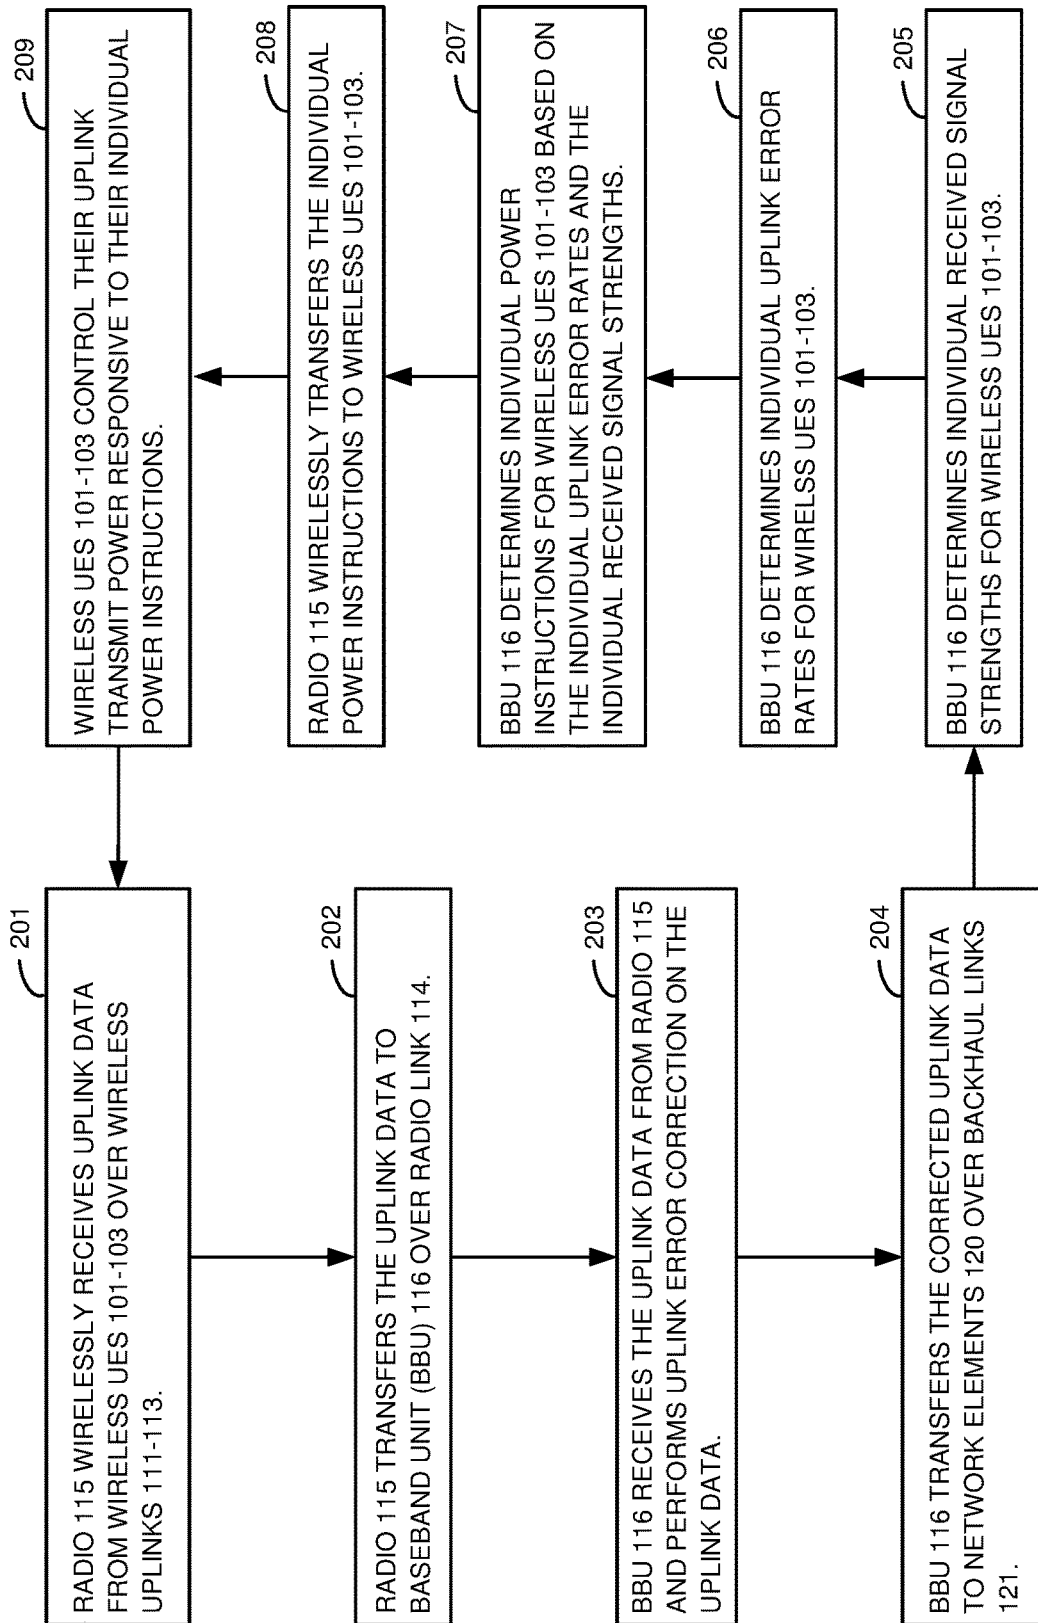 201
RADIO 115 WIRELESSLY RECEIVES UPLINK DATA
FROM WIRELESS UES 101-103 OVER WIRELESS
UPLINKS 111-113.
202
RADIO 115 TRANSFERS THE UPLINK DATA TO
BASEBAND UNIT (BBU) 116 OVER RADIO LINK 114.
203
BBU 116 RECEIVES THE UPLINK DATA FROM RADIO 115
AND PERFORMS UPLINK ERROR CORRECTION ON THE
UPLINK DATA.
204
BBU 116 TRANSFERS THE CORRECTED UPLINK DATA
TO NETWORK ELEMENTS 120 OVER BACKHAUL LINKS
121.
205
BBU 116 DETERMINES INDIVIDUAL RECEIVED SIGNAL
STRENGTHS FOR WIRELESS UES 101-103.
206
BBU 116 DETERMINES INDIVIDUAL UPLINK ERROR
RATES FOR WIRELSS UES 101-103.
207
BBU 116 DETERMINES INDIVIDUAL POWER
INSTRUCTIONS FOR WIRELESS UES 101-103 BASED ON
THE INDIVIDUAL UPLINK ERROR RATES AND THE
INDIVIDUAL RECEIVED SIGNAL STRENGTHS.
208
RADIO 115 WIRELESSLY TRANSFERS THE INDIVIDUAL
POWER INSTRUCTIONS TO WIRELESS UES 101-103.
209
WIRELESS UES 101-103 CONTROL THEIR UPLINK
TRANSMIT POWER RESPONSIVE TO THEIR INDIVIDUAL
POWER INSTRUCTIONS.